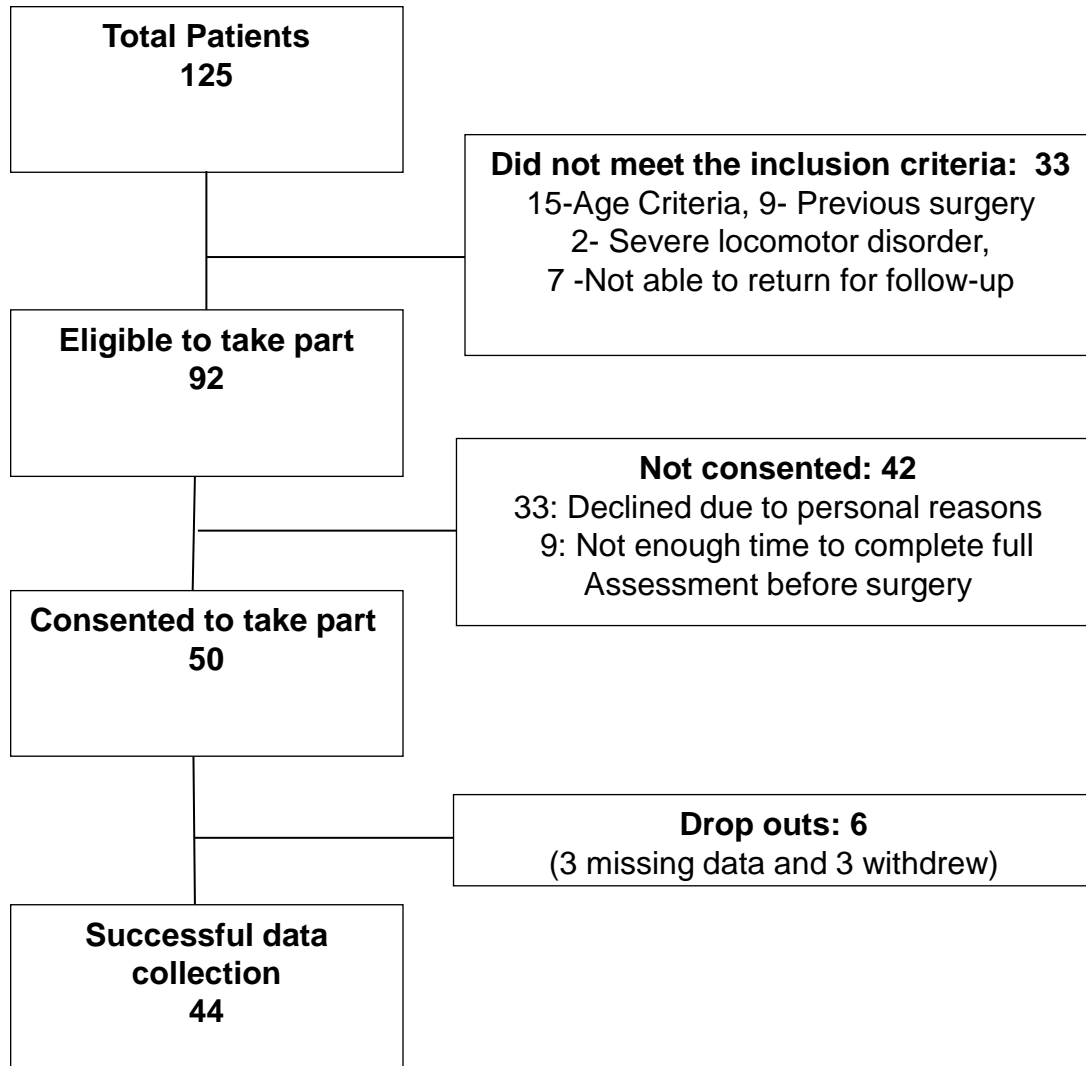 Total Patients
125
Did not meet the inclusion criteria:  33
15-Age Criteria, 9- Previous surgery
2- Severe locomotor disorder,
7 -Not able to return for follow-up
Eligible to take part
92
Not consented: 42
33: Declined due to personal reasons
9: Not enough time to complete full
Assessment before surgery
Consented to take part
50
Drop outs: 6
(3 missing data and 3 withdrew)
Successful data
collection
44